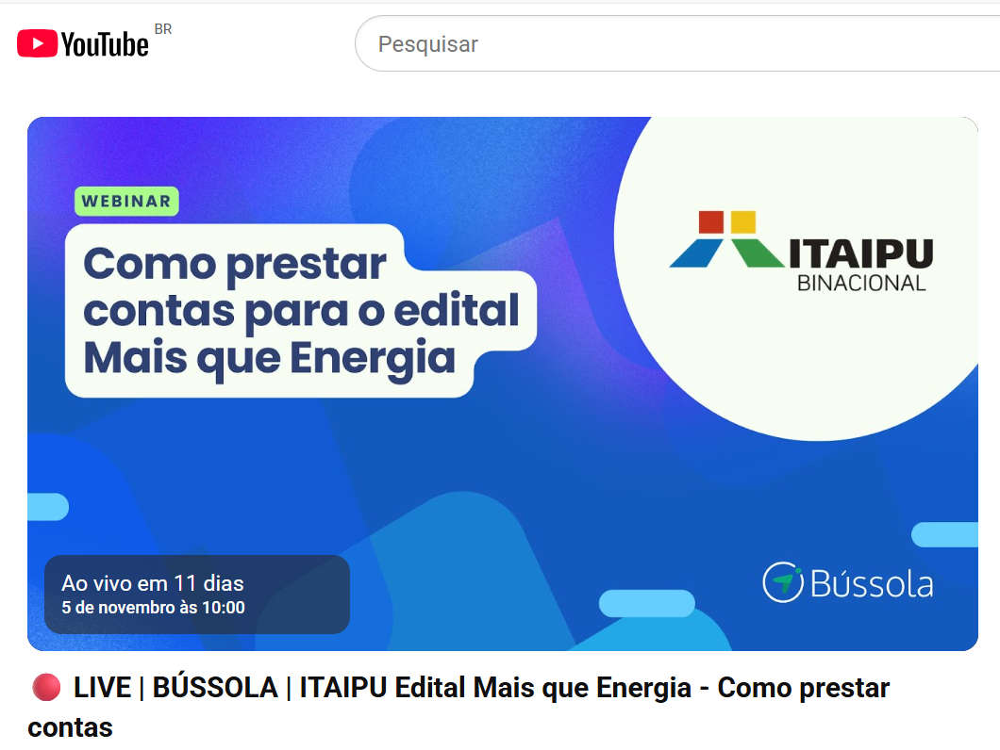 YouTube BR
Pesquisar
WEBINAR
Como prestar
contas para o edital
Mais que Energia
ITAIPU
BINACIONAL
Ao vivo em 11 dias
5 de novembro às 10:00
Bússola
LIVE | BÚSSOLA | ITAIPU Edital Mais que Energia - Como prestar
contas